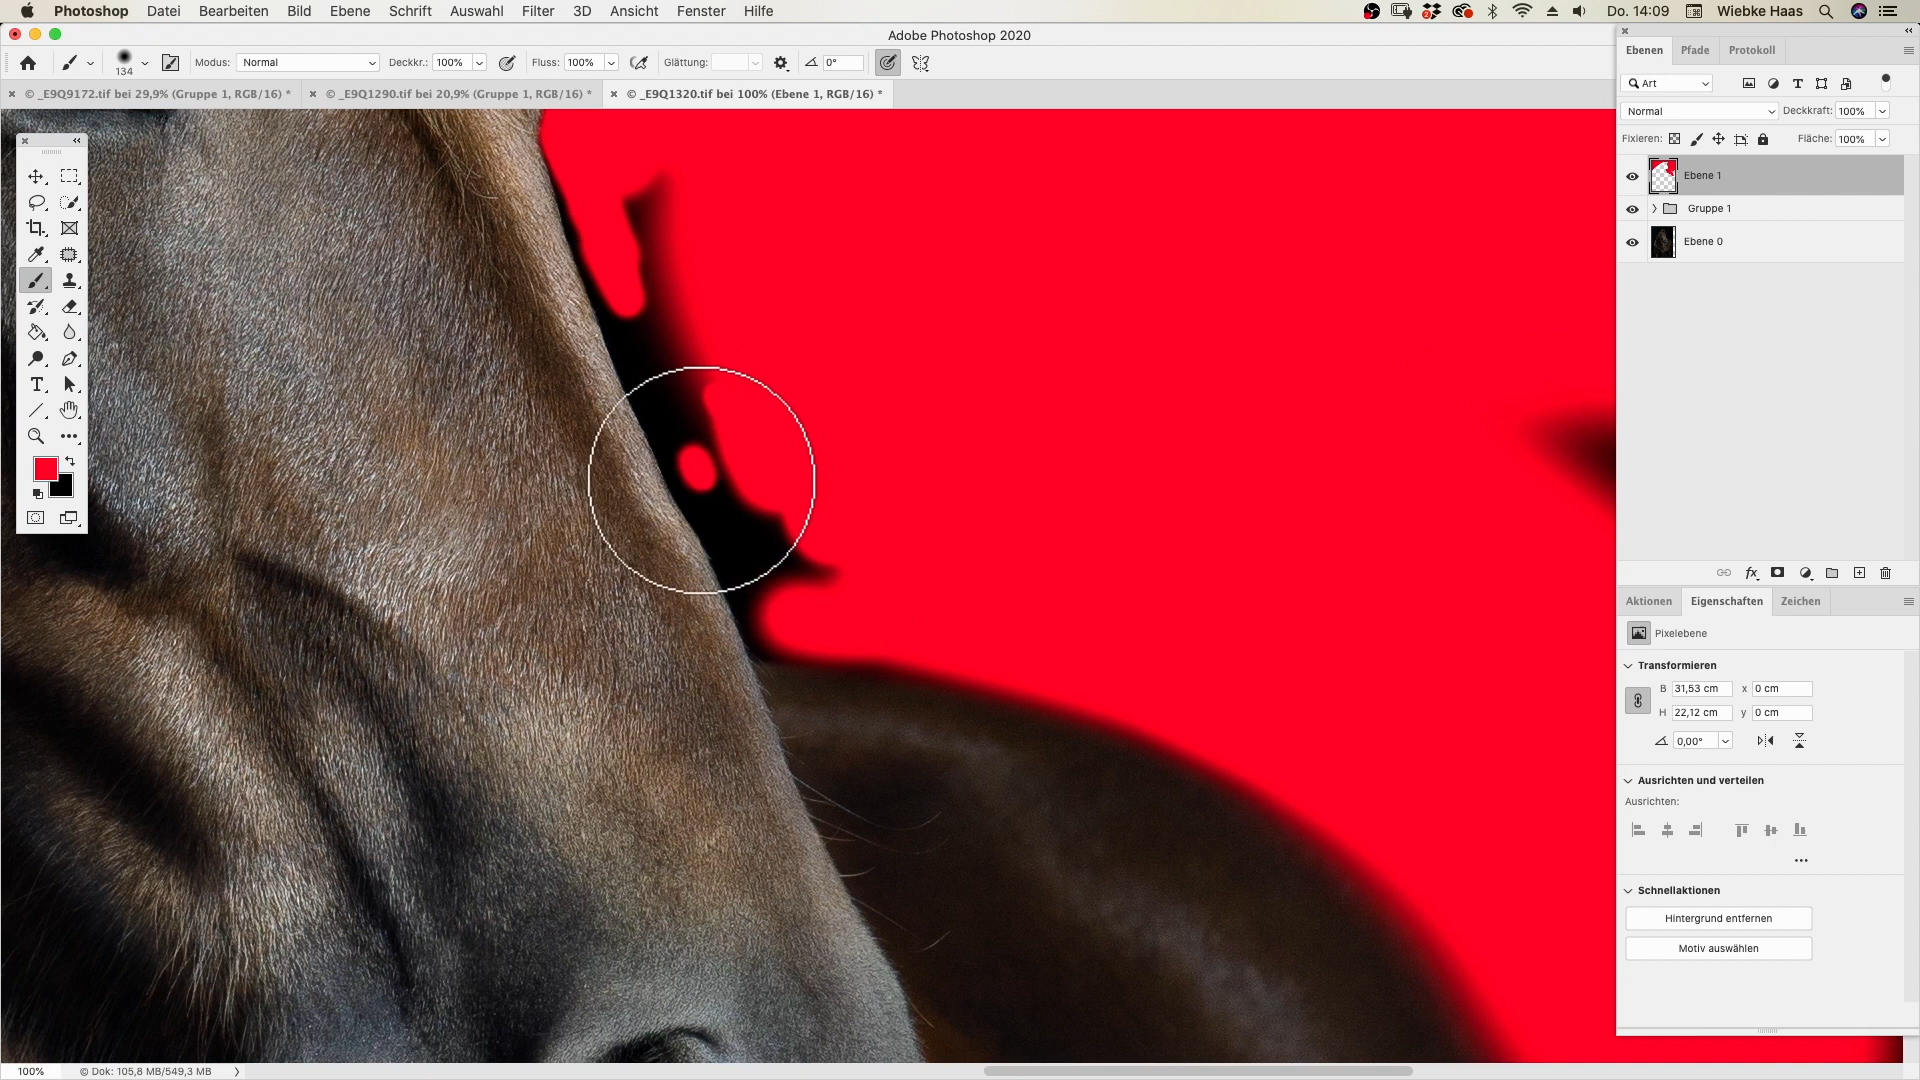 Photoshop Datei Bearbeiten Bild Ebene Schrift Auswahl Filter 3D Ansicht Fenster Hilfe Do. 14:09 Wiebke Haas
Adobe Photoshop 2020
134 Modus: Normal Deckkr.: 100% Fluss: 100% Glättung: 0°
© _E9Q9172.tif bei 29,9% (Gruppe 1, RGB/16) *
© _E9Q1290.tif bei 20,9% (Gruppe 1, RGB/16) *
© _E9Q1320.tif bei 100% (Ebene 1, RGB/16) *
Ebenen Pfade Protokoll
Art
Normal Deckkraft: 100%
Fixieren: Fläche: 100%
Ebene 1
Gruppe 1
Ebene 0
fx
Aktionen Eigenschaften Zeichen
Pixelebene
Transformieren
B 31,53 cm x 0 cm
H 22,12 cm y 0 cm
0,00°
Ausrichten und verteilen
Ausrichten:
Schnellaktionen
Hintergrund entfernen
Motiv auswählen
100% © Dok: 105,8 MB/549,3 MB